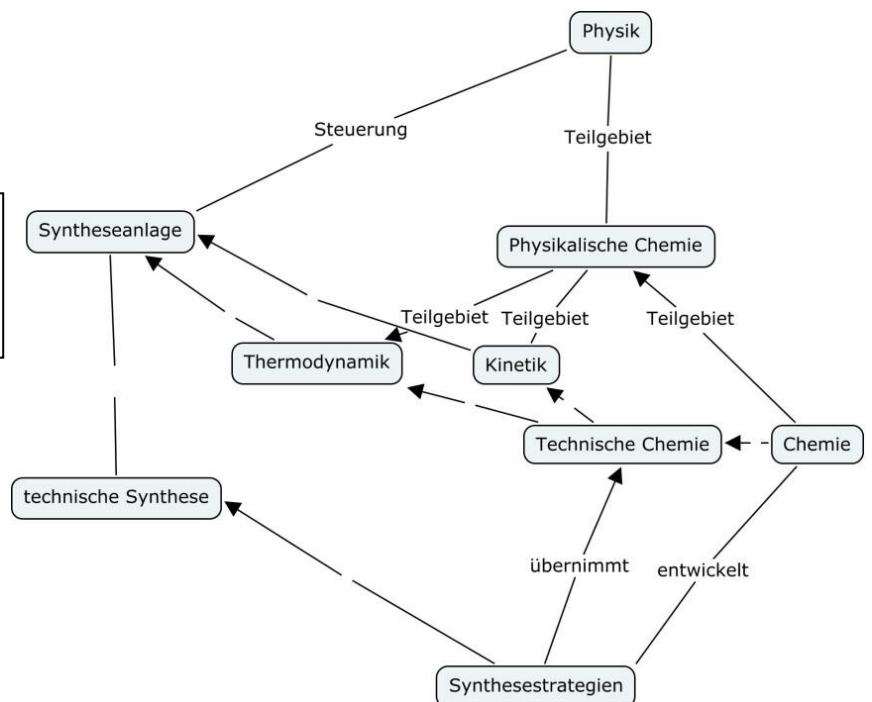 Physik
Steuerung
Teilgebiet
Syntheseanlage
Physikalische Chemie
Teilgebiet
Teilgebiet
Teilgebiet
Thermodynamik
Kinetik
Technische Chemie
Chemie
technische Synthese
übernimmt
entwickelt
Synthesestrategien